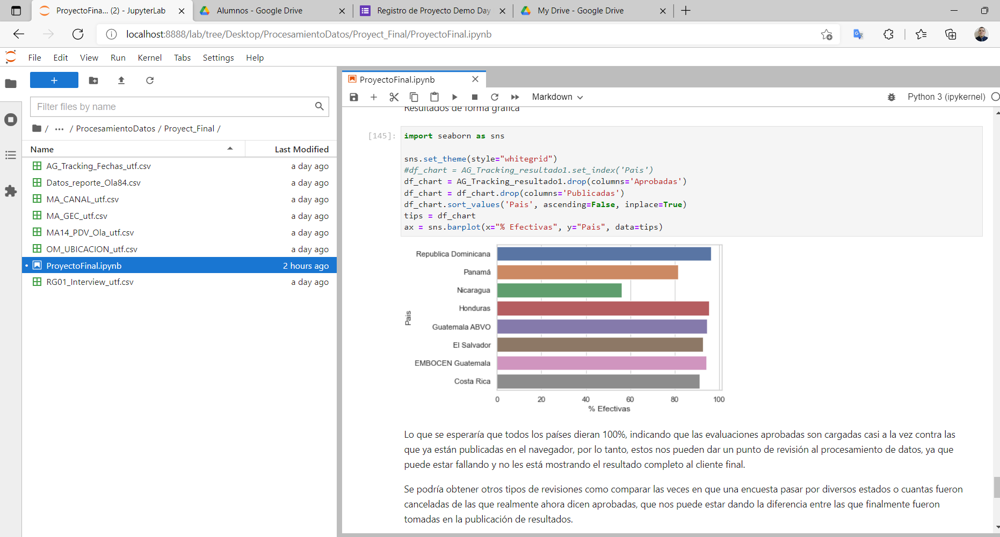 ProyectoFina... (2) - JupyterLab
Alumnos - Google Drive
Registro de Proyecto Demo Day
My Drive - Google Drive
localhost:8888/lab/tree/Desktop/ProcesamientoDatos/Proyect_Final/ProyectoFinal.ipynb
File Edit View Run Kernel Tabs Settings Help
+
Filter files by name
/ ... / ProcesamientoDatos / Proyect_Final /
Name Last Modified
AG_Tracking_Fechas_utf.csv a day ago
Datos_reporte_Ola84.csv a day ago
MA_CANAL_utf.csv a day ago
MA_GEC_utf.csv a day ago
MA14_PDV_Ola_utf.csv a day ago
OM_UBICACION_utf.csv a day ago
• ProyectoFinal.ipynb 2 hours ago
RG01_Interview_utf.csv a day ago
ProyectoFinal.ipynb
Markdown
Python 3 (ipykernel)
Resultados de forma gráfica
[145]:
import seaborn as sns
sns.set_theme(style="whitegrid")
#df_chart = AG_Tracking_resultado1.set_index('Pais')
df_chart = AG_Tracking_resultado1.drop(columns='Aprobadas')
df_chart = df_chart.drop(columns='Publicadas')
df_chart.sort_values('Pais', ascending=False, inplace=True)
tips = df_chart
ax = sns.barplot(x="% Efectivas", y="Pais", data=tips)
Republica Dominicana
Panamá
Nicaragua
Honduras
Guatemala ABVO
El Salvador
EMBOCEN Guatemala
Costa Rica
Pais
0 20 40 60 80 100
% Efectivas
Lo que se esperaría que todos los países dieran 100%, indicando que las evaluaciones aprobadas son cargadas casi a la vez contra las
que ya están publicadas en el navegador, por lo tanto, estos nos pueden dar un punto de revisión al procesamiento de datos, ya que
puede estar fallando y no les está mostrando el resultado completo al cliente final.
Se podría obtener otros tipos de revisiones como comparar las veces en que una encuesta pasar por diversos estados o cuantas fueron
canceladas de las que realmente ahora dicen aprobadas, que nos puede estar dando la diferencia entre las que finalmente fueron
tomadas en la publicación de resultados.